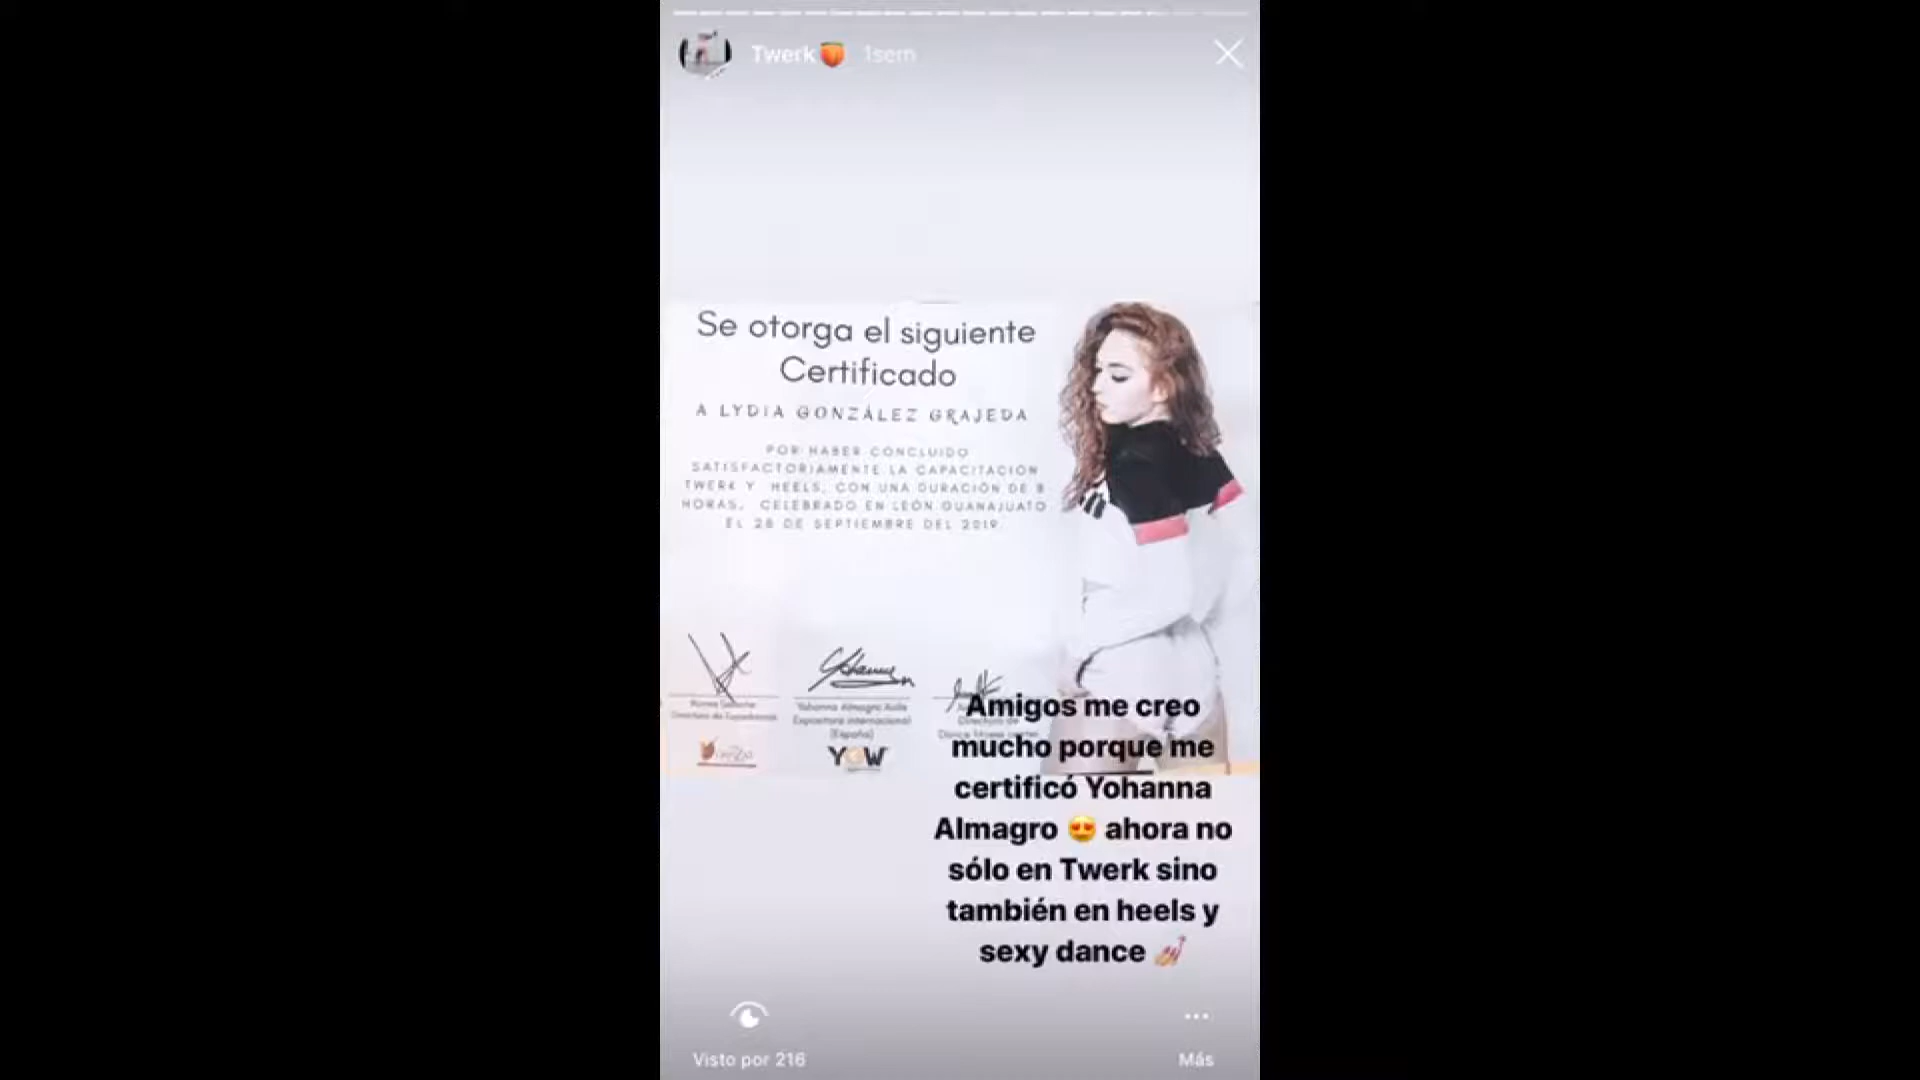 Twerk🍑 1sem
Se otorga el siguiente
Certificado
A LYDIA GONZÁLEZ GRAJEDA
POR HABER CONCLUIDO
SATISFACTORIAMENTE LA CAPACITACIÓN
TWERK Y HEELS, CON UNA DURACIÓN DE 8
HORAS, CELEBRADO EN LEÓN GUANAJUATO
EL 28 DE SEPTIEMBRE DEL 2019
Yohanna Almagro
Expositora internacional
(España)
Directora de
YOW
Amigos me creo
mucho porque me
certificó Yohanna
Almagro 😍 ahora no
sólo en Twerk sino
también en heels y
sexy dance 💅
Visto por 216
Más